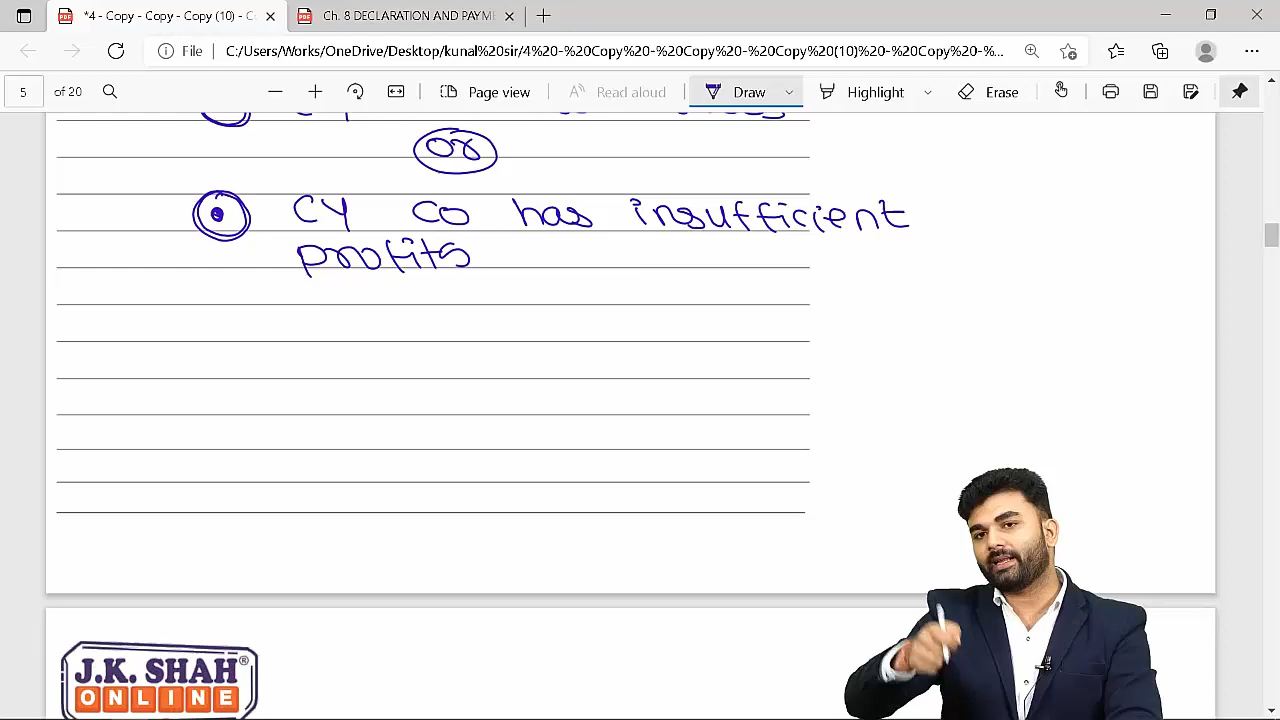 *4 - Copy - Copy - Copy (10) - C
Ch. 8 DECLARATION AND PAYM
File
C:/Users/Works/OneDrive/Desktop/kunal%20sir/4%20-%20Copy%20-%20Copy%20-%20Copy%20(10)%20-%20Copy%20-%...
5 of 20
Page view
Read aloud
Draw
Highlight
Erase
or
CY CO has insufficient
profits
J.K. SHAH®
ONLINE